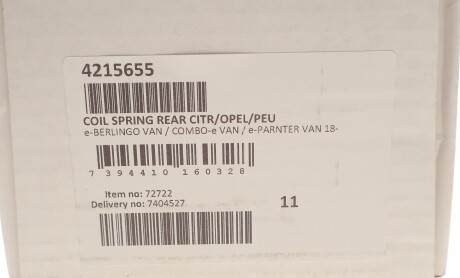 4215655
COIL SPRING REAR CITR/OPEL/PEU
e-BERLINGO VAN / COMBO-e VAN / e-PARNTER VAN 18-
7 394410 160328
Item no: 72722
Delivery no: 7404527
11